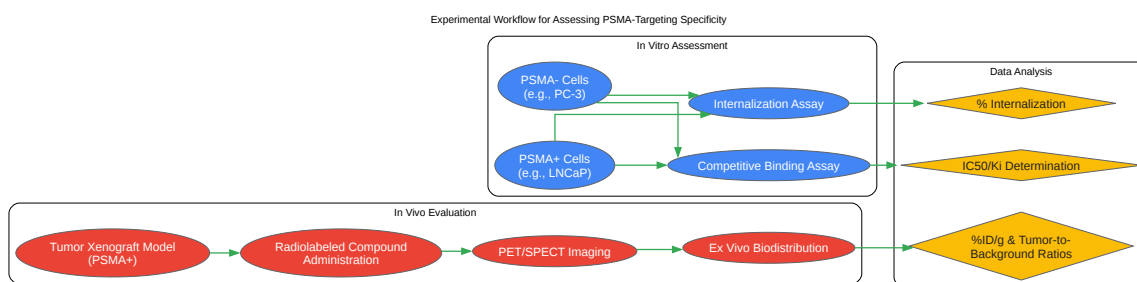 Experimental Workflow for Assessing PSMA-Targeting Specificity
In Vitro Assessment
PSMA- Cells
(e.g., PC-3)
Internalization Assay
PSMA+ Cells
(e.g., LNCaP)
Competitive Binding Assay
Data Analysis
% Internalization
IC50/Ki Determination
%ID/g & Tumor-to-
Background Ratios
In Vivo Evaluation
Tumor Xenograft Model
(PSMA+)
Radiolabeled Compound
Administration
PET/SPECT Imaging
Ex Vivo Biodistribution